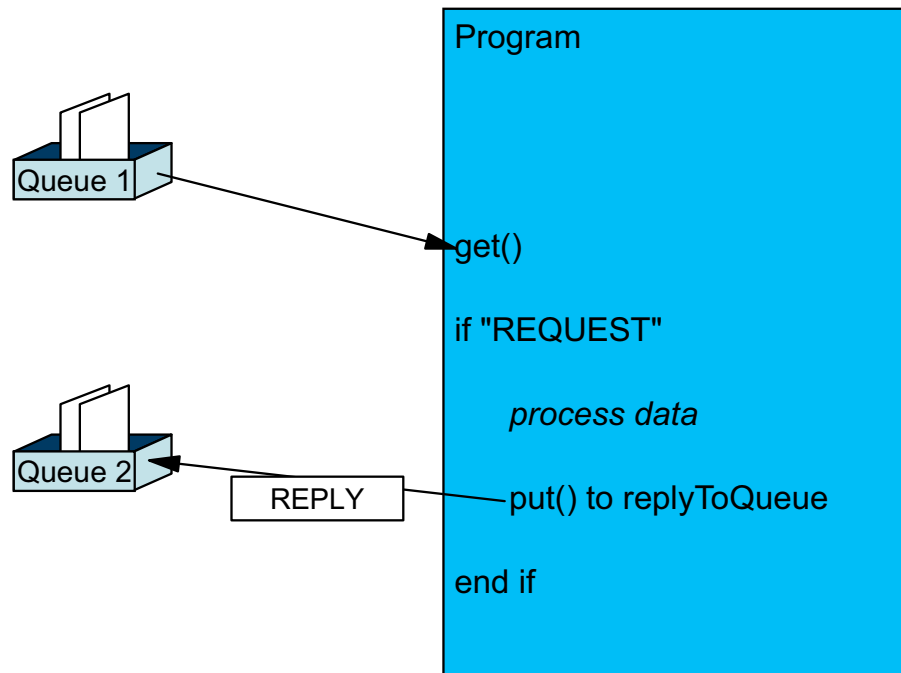 Program
Queue 1
get()
if "REQUEST"
process data
Queue 2
REPLY
put() to replyToQueue
end if